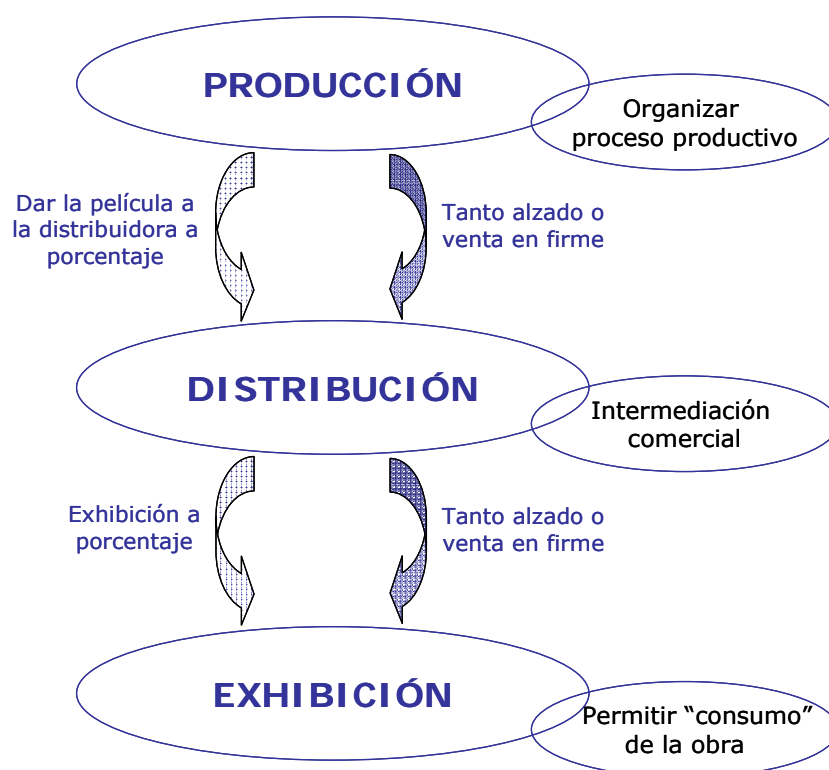 PRODUCCIÓN
Organizar
proceso productivo
Dar la película a
la distribuidora a
porcentaje
Tanto alzado o
venta en firme
DISTRIBUCIÓN
Intermediación
comercial
Exhibición a
porcentaje
Tanto alzado o
venta en firme
EXHIBICIÓN
Permitir “consumo”
de la obra